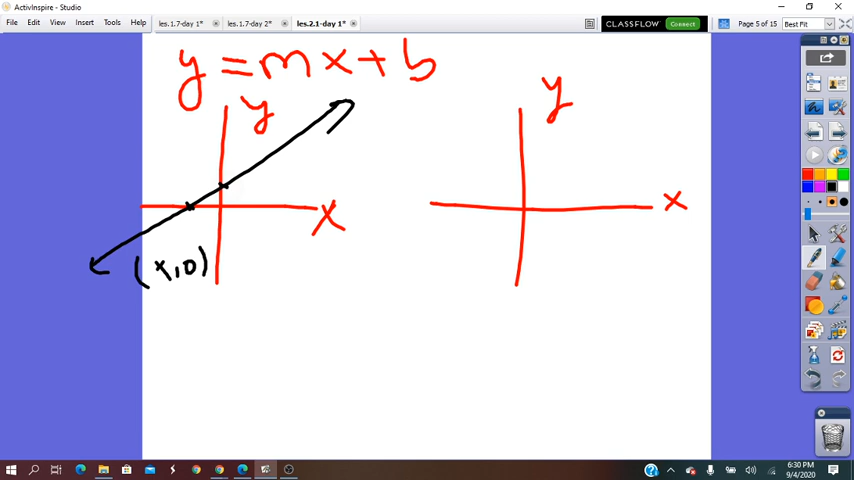 ActivInspire - Studio
File Edit View Insert Tools Help
les.1.7-day 1* les.1.7-day 2* les.2.1-day 1*
CLASSFLOW Connect Now Page 5 of 15 Best Fit
y = mx + b
y
y
x
x
(x,0)
6:30 PM
9/4/2020